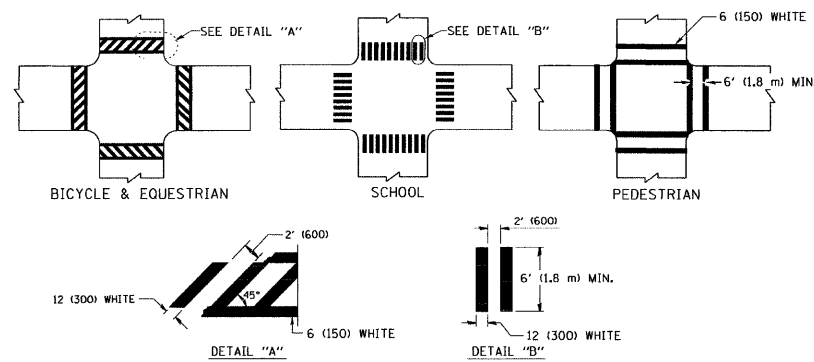 SEE DETAIL "A"
SEE DETAIL "B"
6 (150) WHITE
6' (1.8 m) MIN.
BICYCLE & EQUESTRIAN
SCHOOL
PEDESTRIAN
2' (600)
12 (300) WHITE
45°
6 (150) WHITE
DETAIL "A"
2' (600)
6' (1.8 m) MIN.
12 (300) WHITE
DETAIL "B"